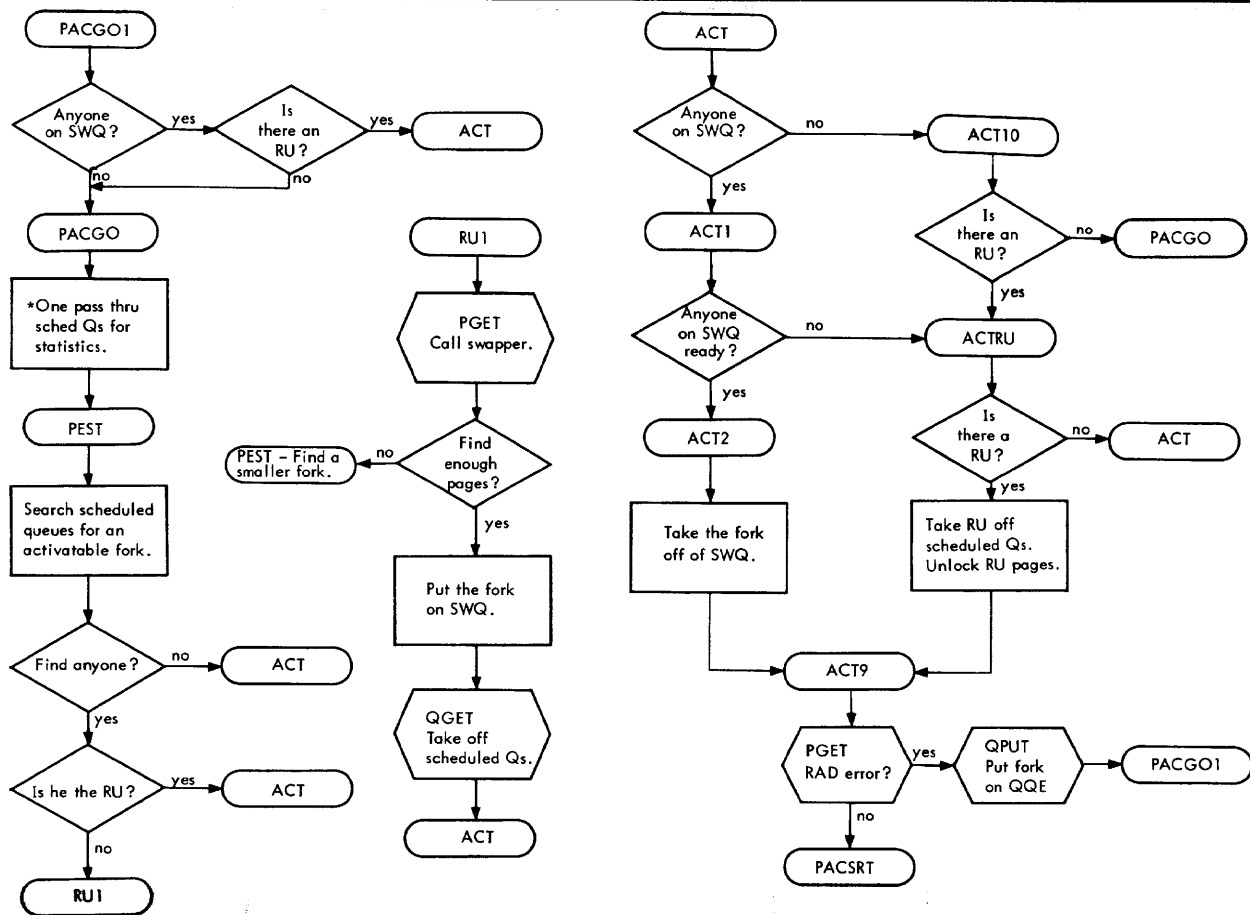 PACGO1
Anyone
on SWQ?
yes
Is
there an
RU?
yes
ACT
no
no
PACGO
*One pass thru
sched Qs for
statistics.
PEST
Search scheduled
queues for an
activatable fork.
Find anyone?
no
ACT
yes
Is he the RU?
yes
ACT
no
RU1
RU1
PGET
Call swapper.
Find
enough
pages?
no
PEST – Find a
smaller fork.
yes
Put the fork
on SWQ.
QGET
Take off
scheduled Qs.
ACT
ACT
Anyone
on SWQ?
no
ACT10
yes
ACT1
Is
there an
RU?
no
PACGO
yes
Anyone
on SWQ
ready?
no
ACTRU
yes
ACT2
Is
there a
RU?
no
ACT
yes
Take the fork
off of SWQ.
Take RU off
scheduled Qs.
Unlock RU pages.
ACT9
PGET
RAD error?
yes
QPUT
Put fork
on QQE
PACGO1
no
PACSRT